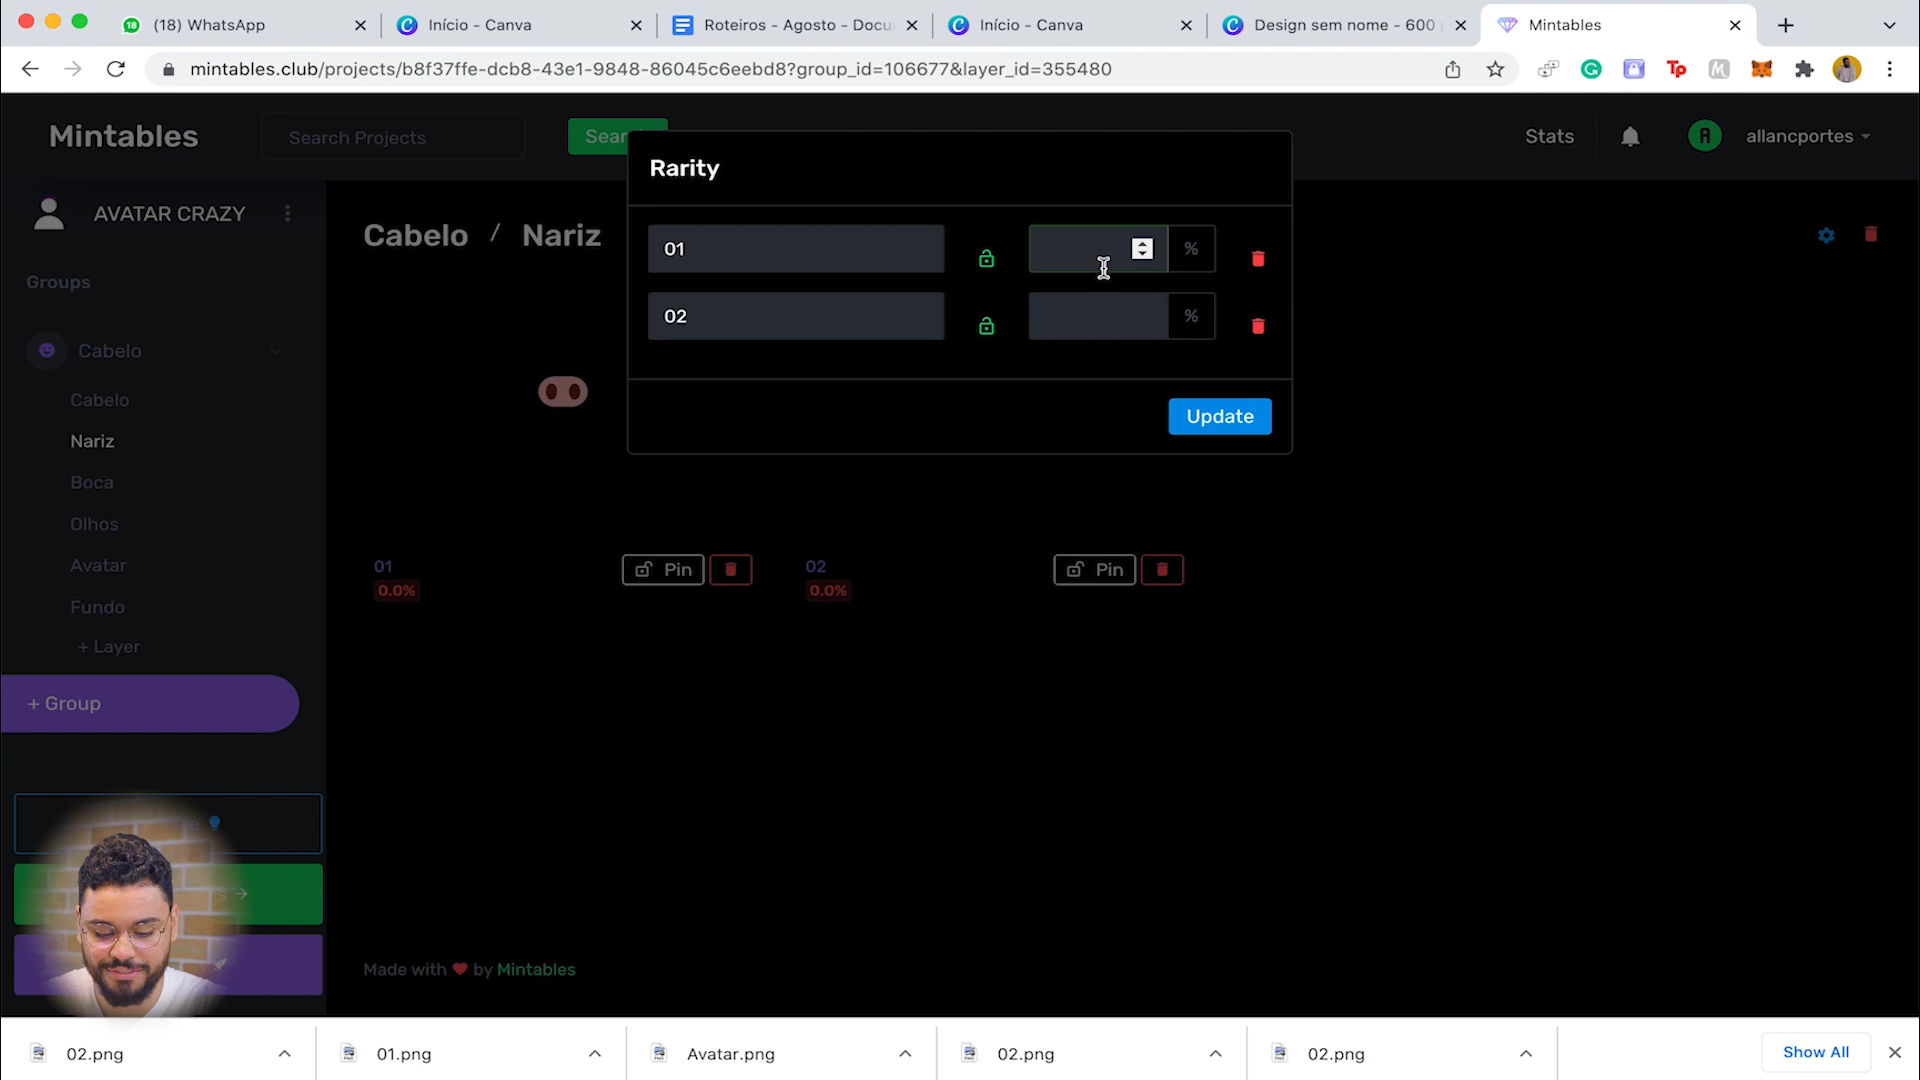 (18) WhatsApp
Início - Canva
Roteiros - Agosto - Docu
Início - Canva
Design sem nome - 600
Mintables
mintables.club/projects/b8f37ffe-dcb8-43e1-9848-86045c6eebd8?group_id=106677&layer_id=355480
Mintables
Search Projects
Sear
Stats
A
allancportes
AVATAR CRAZY
Groups
Cabelo
Cabelo
Nariz
Boca
Olhos
Avatar
Fundo
+ Layer
+ Group
Cabelo / Nariz
Rarity
01
%
02
%
Update
01
0.0%
Pin
02
0.0%
Pin
Made with ❤ by Mintables
02.png
01.png
Avatar.png
02.png
02.png
Show All